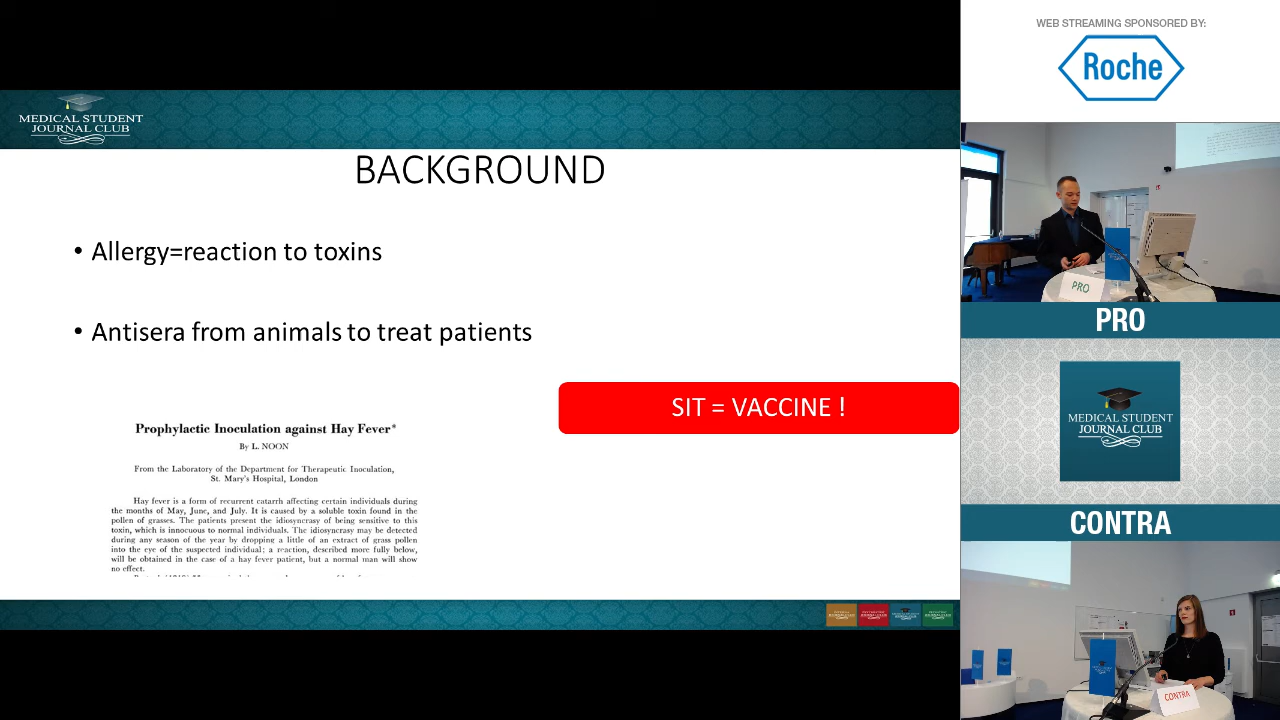 MEDICAL STUDENT
JOURNAL CLUB
BACKGROUND
• Allergy=reaction to toxins
• Antisera from animals to treat patients
SIT = VACCINE !
Prophylactic Inoculation against Hay Fever*
By L. NOON
From the Laboratory of the Department for Therapeutic Inoculation,
St. Mary's Hospital, London
Hay fever is a form of recurrent catarrh affecting certain individuals during
the months of May, June, and July. It is caused by a soluble toxin found in the
pollen of grasses. The patients present the idiosyncrasy of being sensitive to this
toxin, which is innocuous to normal individuals. The idiosyncrasy may be detected
during any season of the year by dropping a little of an extract of grass pollen
into the eye of the suspected individual; a reaction, described more fully below,
will be obtained in the case of a hay fever patient, but a normal man will show
no effect.
WEB STREAMING SPONSORED BY:
Roche
PRO
PRO
MEDICAL STUDENT
JOURNAL CLUB
CONTRA
CONTRA